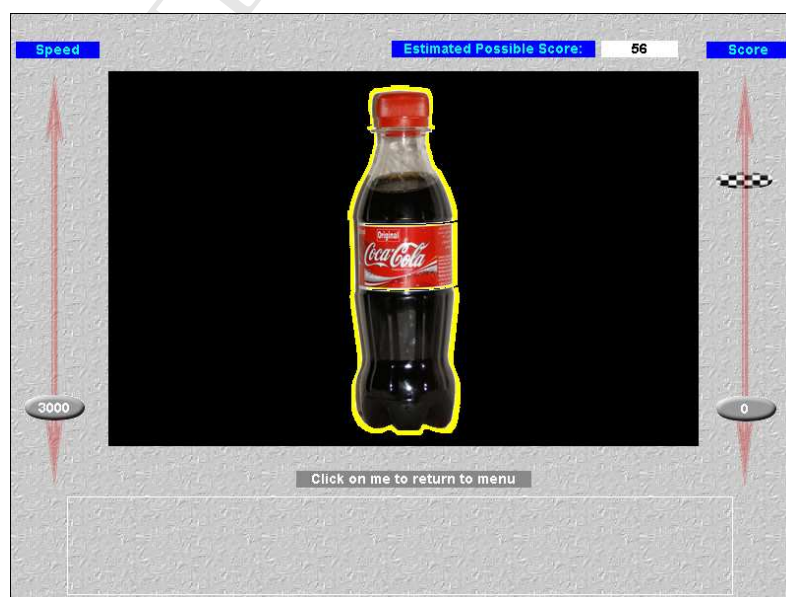 Speed
Estimated Possible Score: 56
Score
Original
Coca-Cola
3000
0
Click on me to return to menu